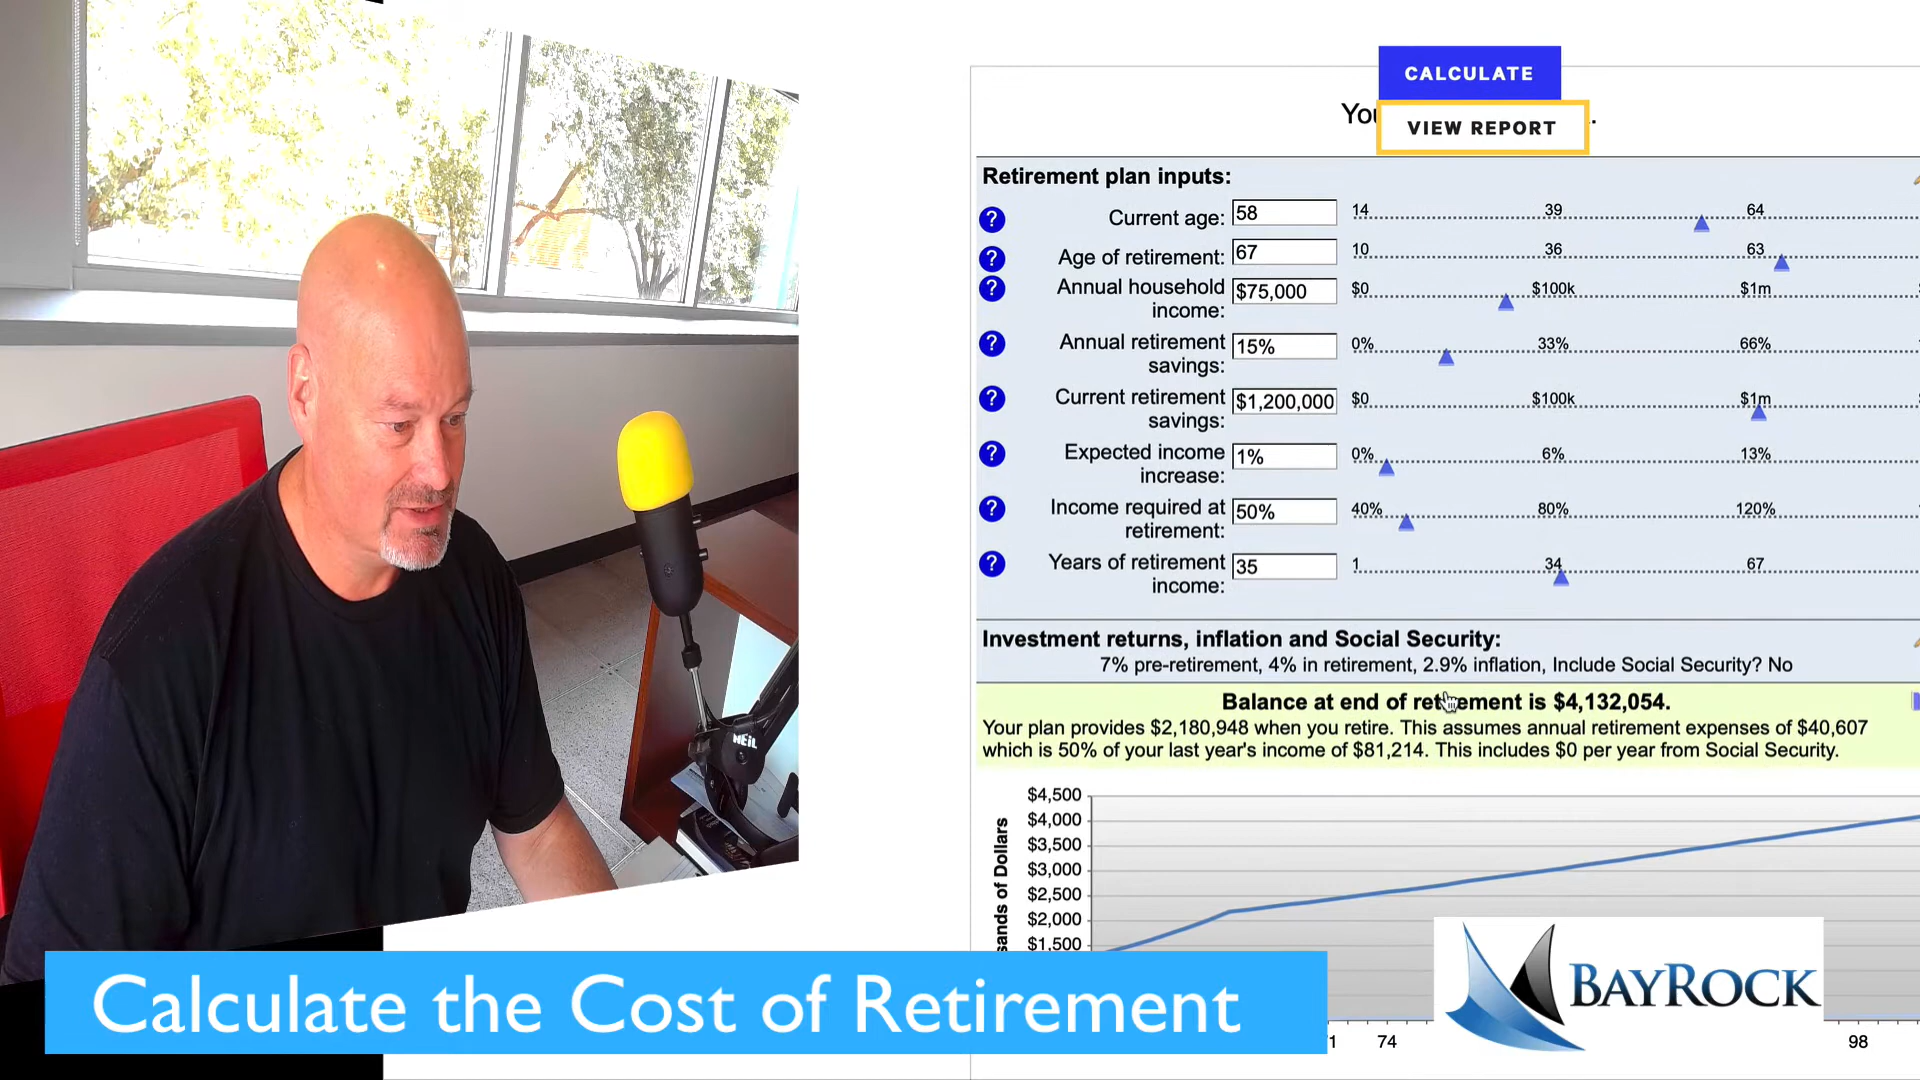 CALCULATE
You
.
VIEW REPORT
Retirement plan inputs:
? Current age: 58 14 39 64
? Age of retirement: 67 10 36 63
? Annual household income: $75,000 $0 $100k $1m
? Annual retirement savings: 15% 0% 33% 66%
? Current retirement savings: $1,200,000 $0 $100k $1m
? Expected income increase: 1% 0% 6% 13%
? Income required at retirement: 50% 40% 80% 120%
? Years of retirement income: 35 1 34 67
Investment returns, inflation and Social Security:
7% pre-retirement, 4% in retirement, 2.9% inflation, Include Social Security? No
Balance at end of retirement is $4,132,054.
Your plan provides $2,180,948 when you retire. This assumes annual retirement expenses of $40,607
which is 50% of your last year's income of $81,214. This includes $0 per year from Social Security.
$4,500
$4,000
$3,500
$3,000
$2,500
$2,000
$1,500
sands of Dollars
1 74 98
NEIL
Calculate the Cost of Retirement
BAYROCK